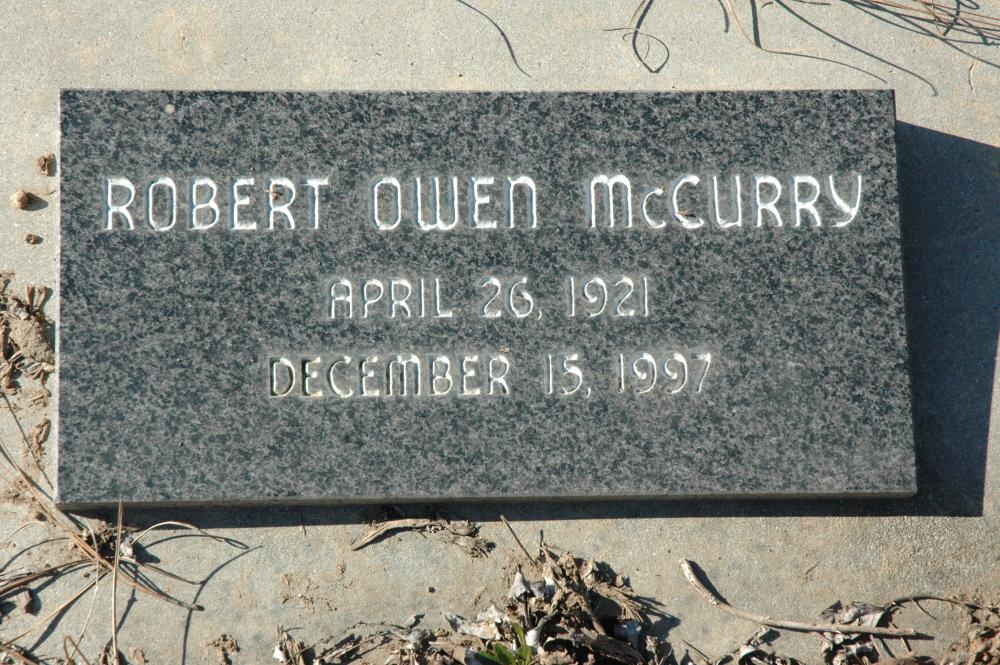 ROBERT OWEN McCURRY
APRIL 26, 1921
DECEMBER 15, 1997